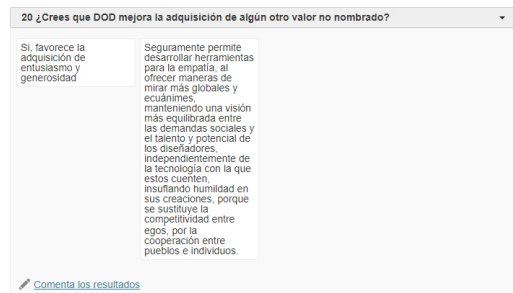 20 ¿Crees que DOD mejora la adquisición de algún otro valor no nombrado?
Si, favorece la
adquisición de
entusiasmo y
generosidad
Seguramente permite
desarrollar herramientas
para la empatía, al
ofrecer maneras de
mirar más globales y
ecuánimes,
manteniendo una visión
más equilibrada entre
las demandas sociales y
el talento y potencial de
los diseñadores,
independientemente de
la tecnología con la que
estos cuenten,
insuflando humildad en
sus creaciones, porque
se sustituye la
competitividad entre
egos, por la
cooperación entre
pueblos e individuos.
Comenta los resultados